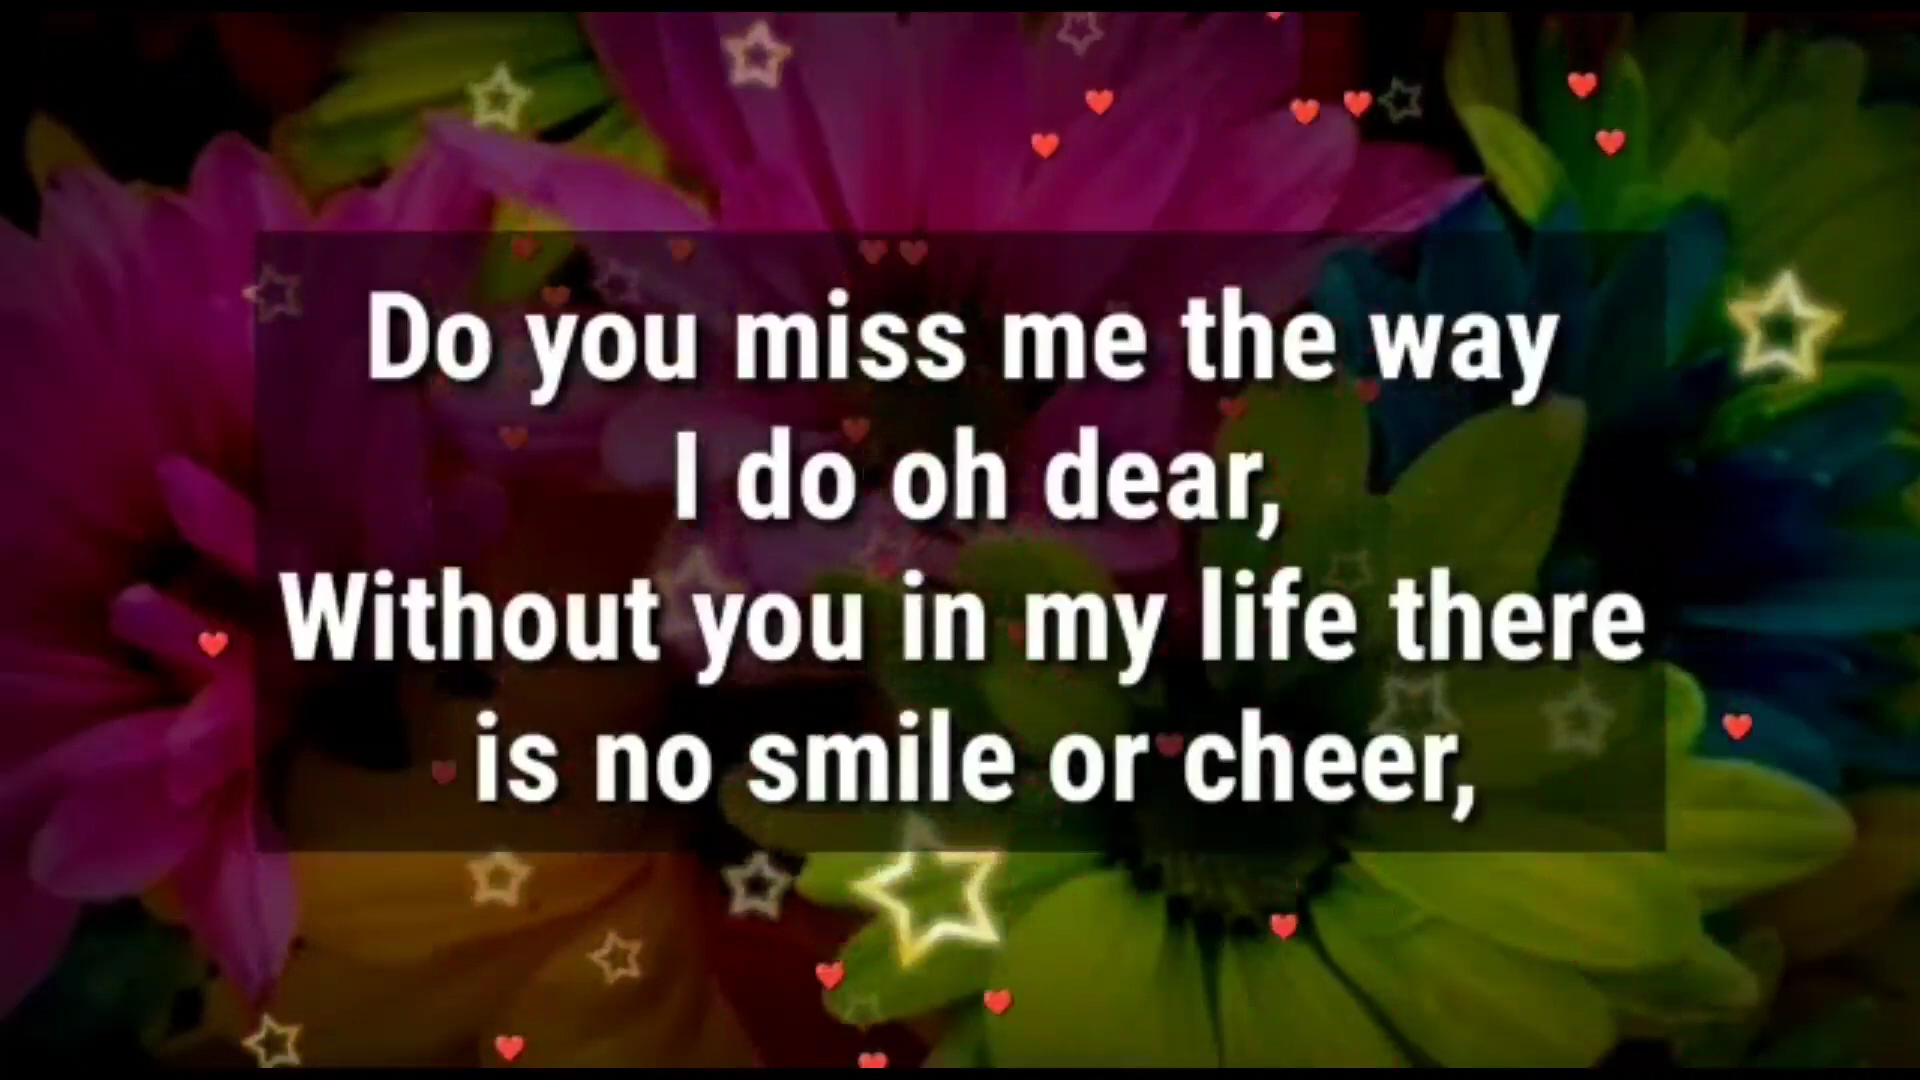 Do you miss me the way
I do oh dear,
Without you in my life there
is no smile or cheer,